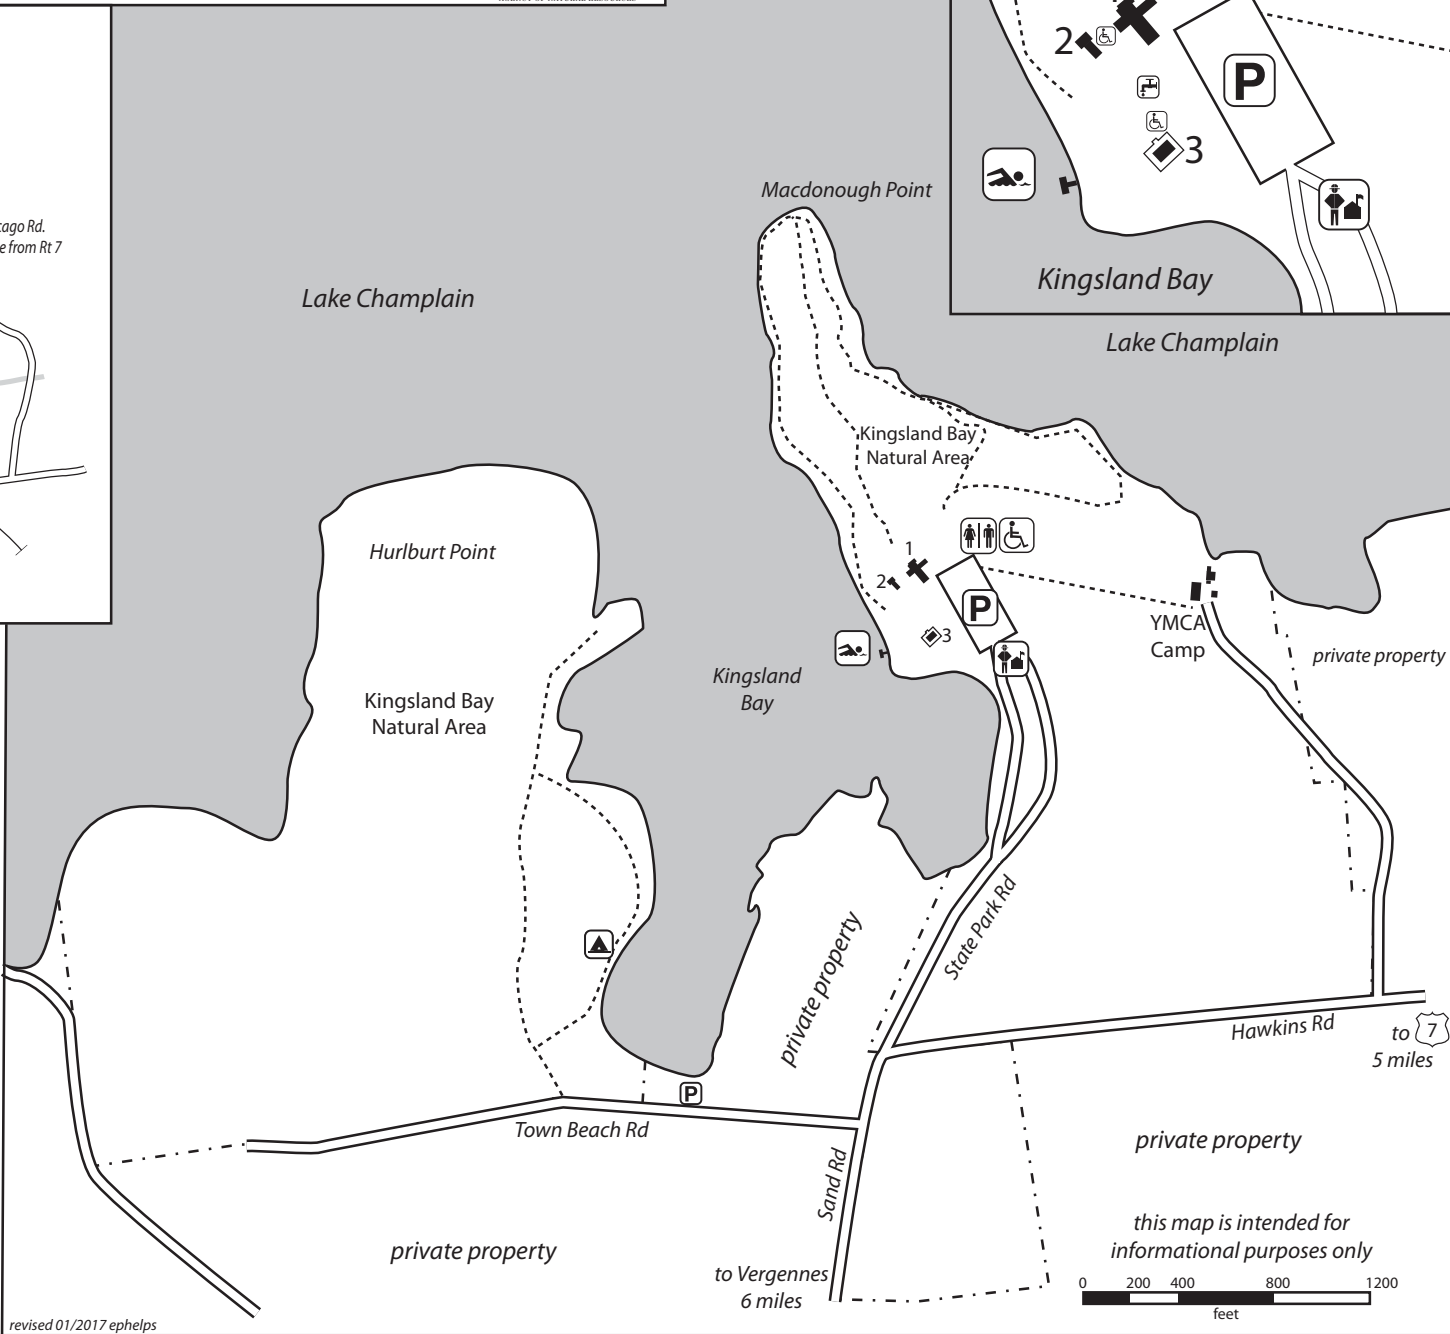 2
P
3
Kingsland Bay
Macdonough Point
Lake Champlain
Lake Champlain
e from Rt 7
Kingsland Bay
Natural Area
Hurlburt Point
1
2
P
3
YMCA
Camp
private property
Kingsland
Bay
Kingsland Bay
Natural Area
private property
State Park Rd
Hawkins Rd
to 7
5 miles
P
Town Beach Rd
Sand Rd
private property
private property
to Vergennes
6 miles
this map is intended for
informational purposes only
0 200 400 800 1200
feet
revised 01/2017 ephelps